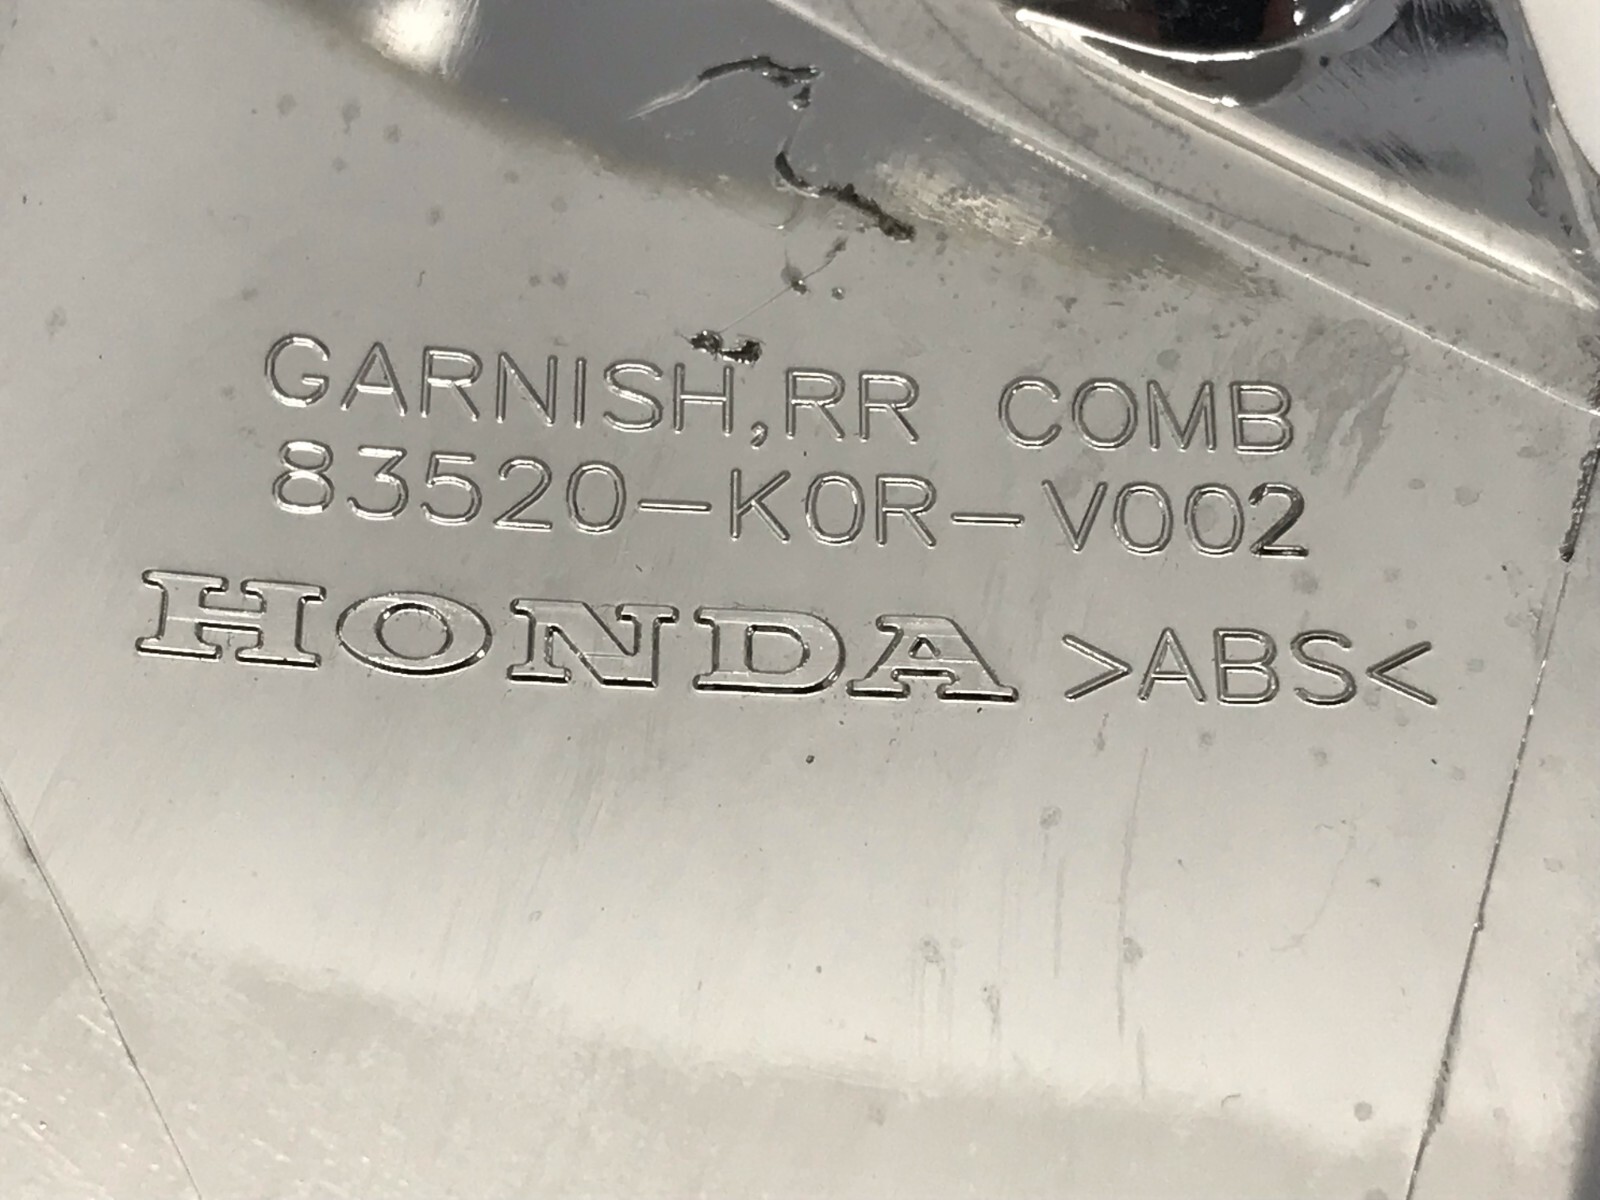 GARNISH,RR COMB
83520-K0R-V002
HONDA >ABS<